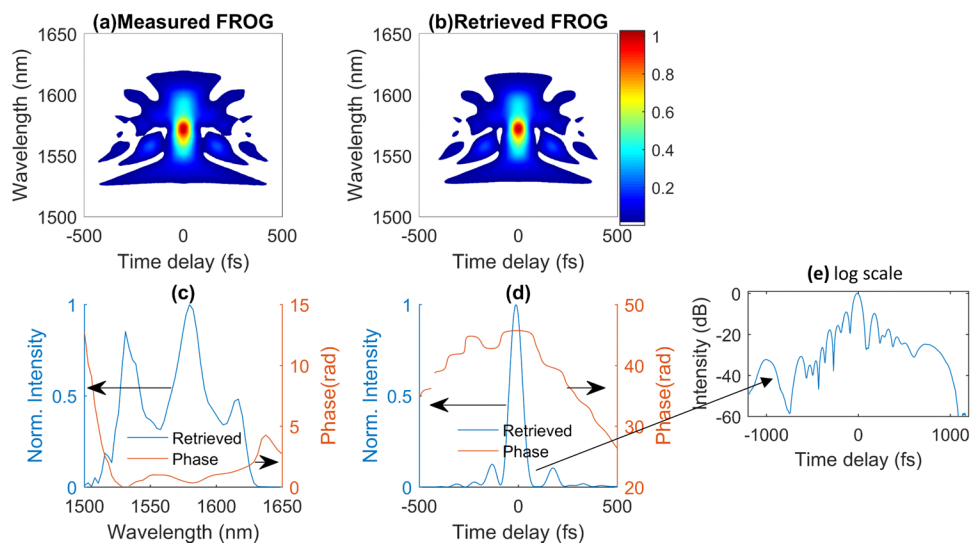 (a)Measured FROG
1650
1600
1550
1500
Wavelength (nm)
-500
0
500
Time delay (fs)
(b)Retrieved FROG
1650
1600
1550
1500
Wavelength (nm)
-500
0
500
Time delay (fs)
1
0.8
0.6
0.4
0.2
(c)
1
0.5
0
Norm. Intensity
15
10
5
0
Phase(rad)
Retrieved
Phase
1500
1550
1600
1650
Wavelength (nm)
(d)
1
0.5
0
Norm. Intensity
50
40
30
20
Phase(rad)
Retrieved
Phase
-500
0
500
Time delay (fs)
(e) log scale
0
-20
-40
-60
Intensity (dB)
-1000
0
1000
Time delay (fs)